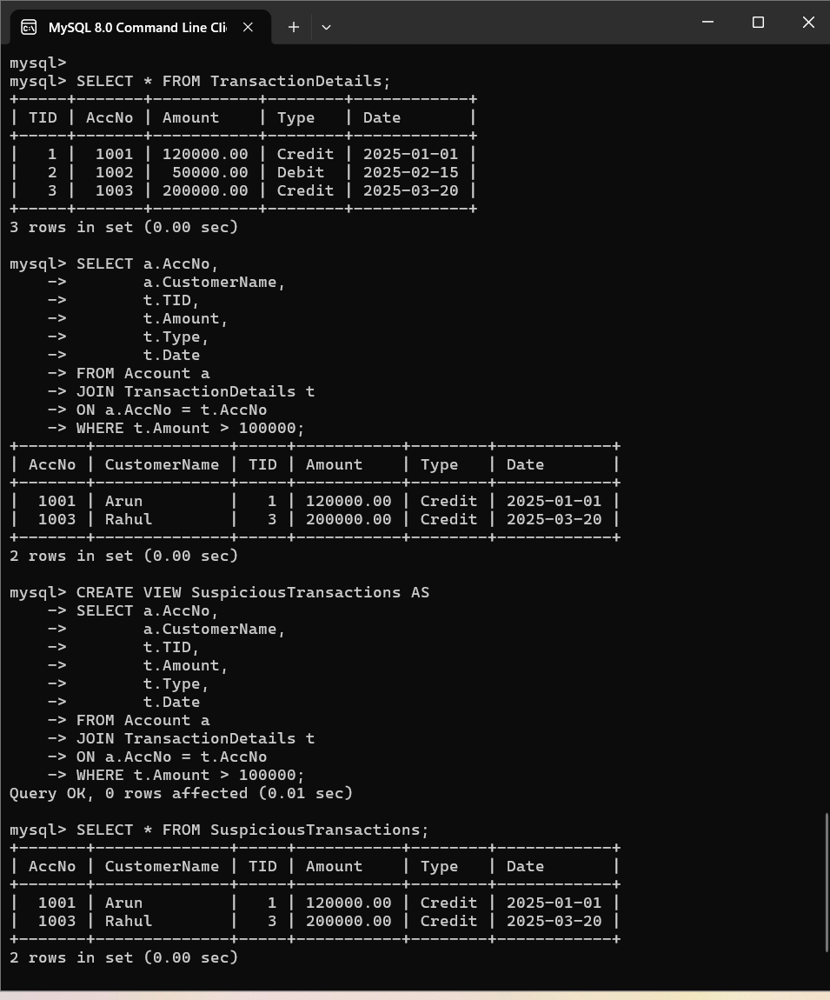 MySQL 8.0 Command Line Cli
mysql>
mysql> SELECT * FROM TransactionDetails;
+-----+-------+-----------+--------+------------+
| TID | AccNo | Amount    | Type   | Date       |
+-----+-------+-----------+--------+------------+
|   1 |  1001 | 120000.00 | Credit | 2025-01-01 |
|   2 |  1002 |  50000.00 | Debit  | 2025-02-15 |
|   3 |  1003 | 200000.00 | Credit | 2025-03-20 |
+-----+-------+-----------+--------+------------+
3 rows in set (0.00 sec)

mysql> SELECT a.AccNo,
    ->        a.CustomerName,
    ->        t.TID,
    ->        t.Amount,
    ->        t.Type,
    ->        t.Date
    -> FROM Account a
    -> JOIN TransactionDetails t
    -> ON a.AccNo = t.AccNo
    -> WHERE t.Amount > 100000;
+-------+--------------+-----+-----------+--------+------------+
| AccNo | CustomerName | TID | Amount    | Type   | Date       |
+-------+--------------+-----+-----------+--------+------------+
|  1001 | Arun         |   1 | 120000.00 | Credit | 2025-01-01 |
|  1003 | Rahul        |   3 | 200000.00 | Credit | 2025-03-20 |
+-------+--------------+-----+-----------+--------+------------+
2 rows in set (0.00 sec)

mysql> CREATE VIEW SuspiciousTransactions AS
    -> SELECT a.AccNo,
    ->        a.CustomerName,
    ->        t.TID,
    ->        t.Amount,
    ->        t.Type,
    ->        t.Date
    -> FROM Account a
    -> JOIN TransactionDetails t
    -> ON a.AccNo = t.AccNo
    -> WHERE t.Amount > 100000;
Query OK, 0 rows affected (0.01 sec)

mysql> SELECT * FROM SuspiciousTransactions;
+-------+--------------+-----+-----------+--------+------------+
| AccNo | CustomerName | TID | Amount    | Type   | Date       |
+-------+--------------+-----+-----------+--------+------------+
|  1001 | Arun         |   1 | 120000.00 | Credit | 2025-01-01 |
|  1003 | Rahul        |   3 | 200000.00 | Credit | 2025-03-20 |
+-------+--------------+-----+-----------+--------+------------+
2 rows in set (0.00 sec)